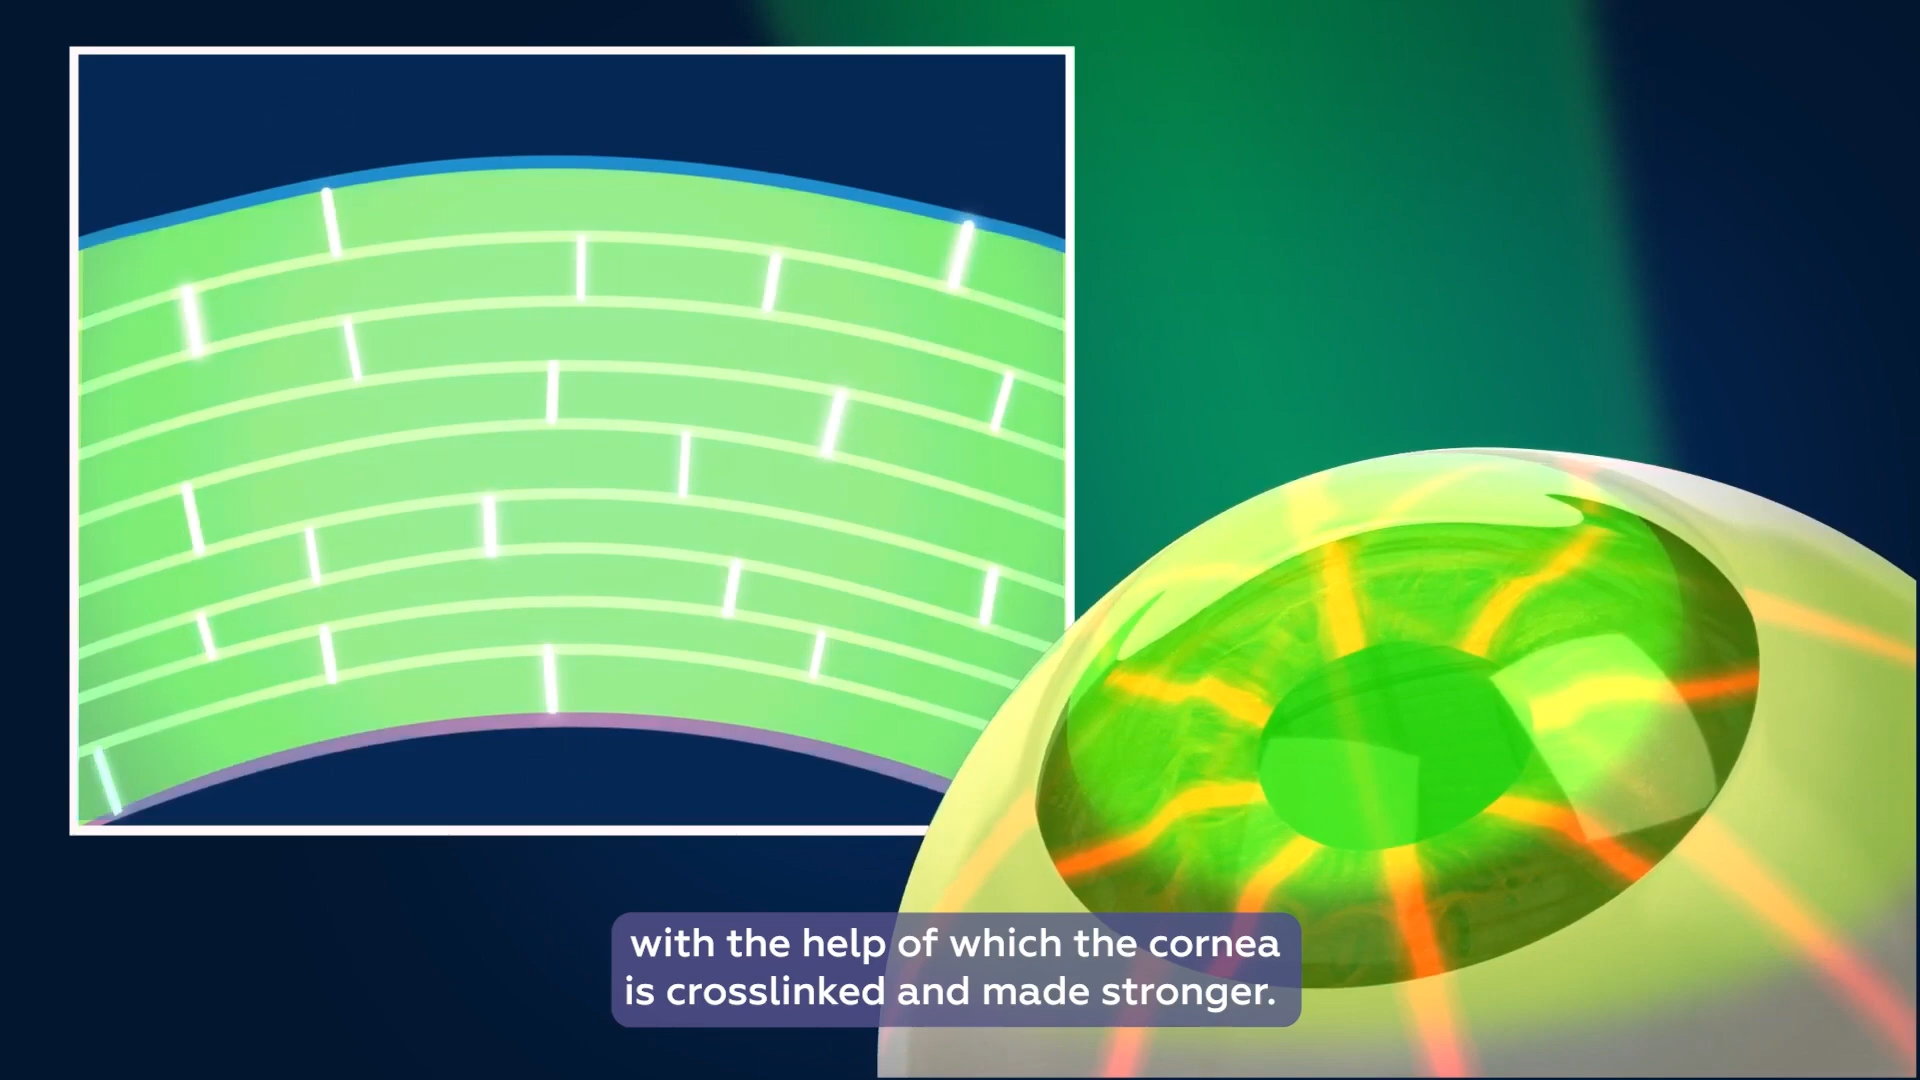 with the help of which the cornea
is crosslinked and made stronger.